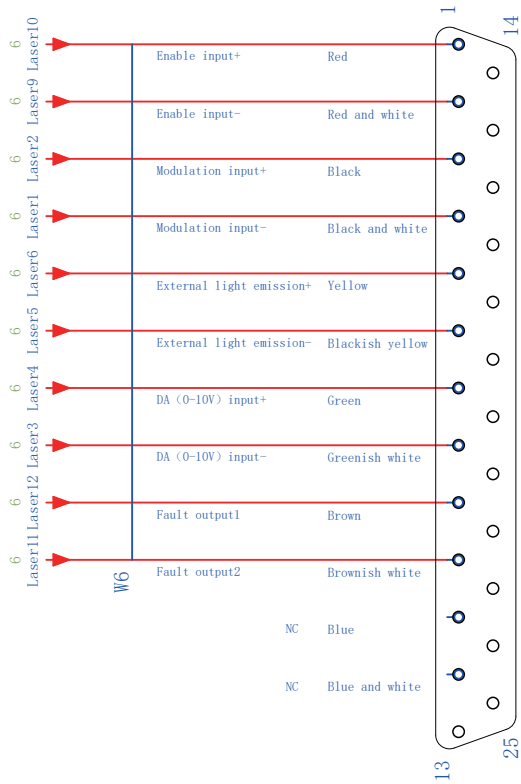 1
14
6 Laser10 Enable input+ Red
6 Laser9 Enable input- Red and white
6 Laser2 Modulation input+ Black
6 Laser1 Modulation input- Black and white
6 Laser6 External light emission+ Yellow
6 Laser5 External light emission- Blackish yellow
6 Laser4 DA（0-10V）input+ Green
6 Laser3 DA（0-10V）input- Greenish white
6 Laser12 Fault output1 Brown
6 Laser11 Fault output2 Brownish white
W6
NC Blue
NC Blue and white
13
25